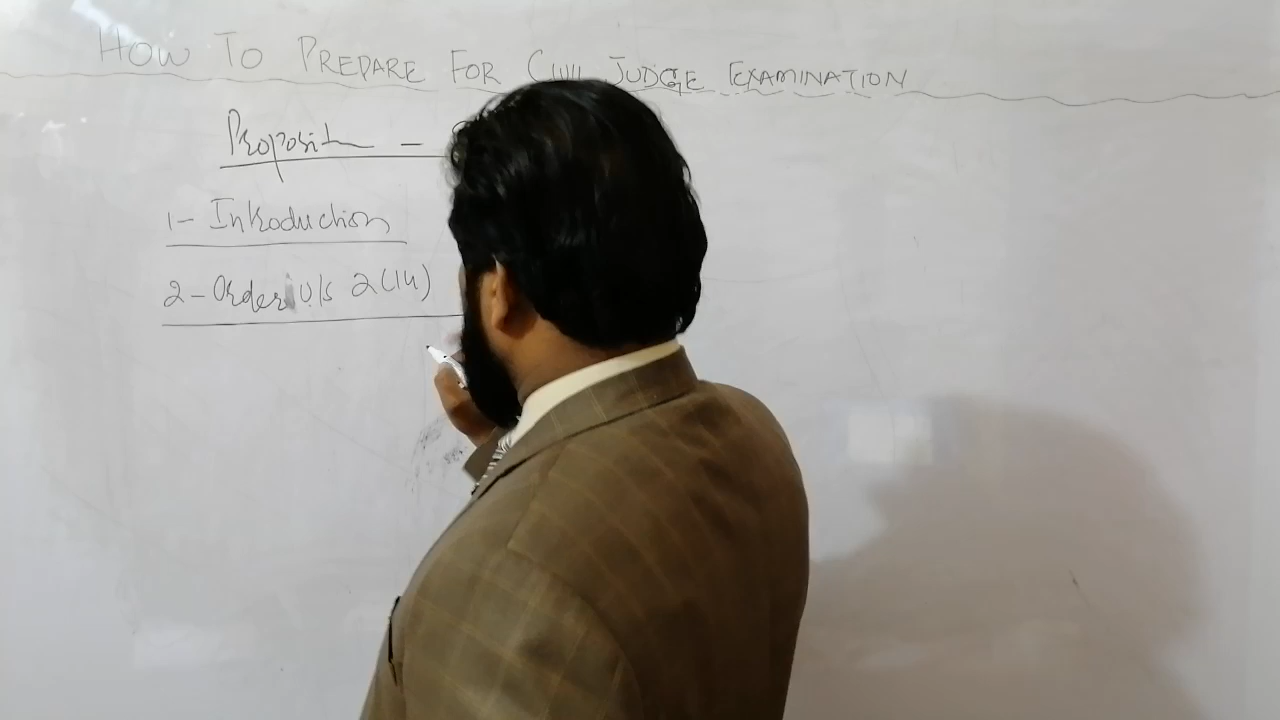 HOW TO PREPARE FOR CIVIL JUDGE EXAMINATION
Proposit –
1- Introduction
2- Order U/S 2(14)